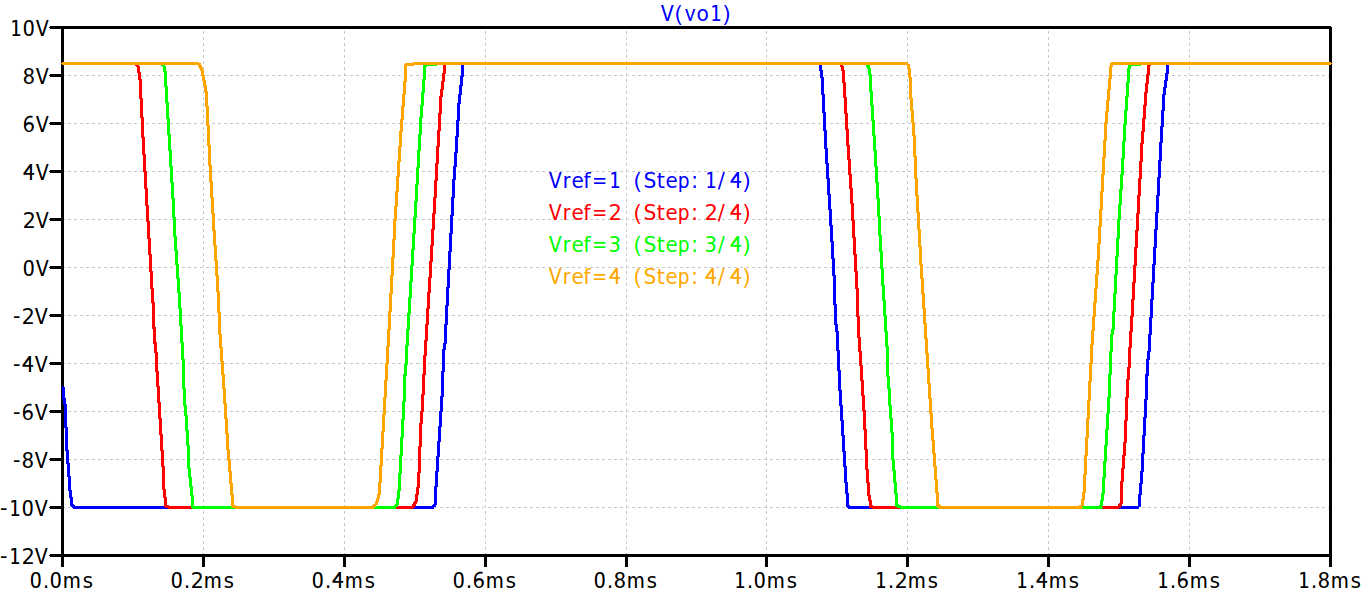 V(vo1)
10V
8V
6V
4V
2V
0V
-2V
-4V
-6V
-8V
-10V
-12V
Vref=1 (Step: 1/4)
Vref=2 (Step: 2/4)
Vref=3 (Step: 3/4)
Vref=4 (Step: 4/4)
0.0ms 0.2ms 0.4ms 0.6ms 0.8ms 1.0ms 1.2ms 1.4ms 1.6ms 1.8ms